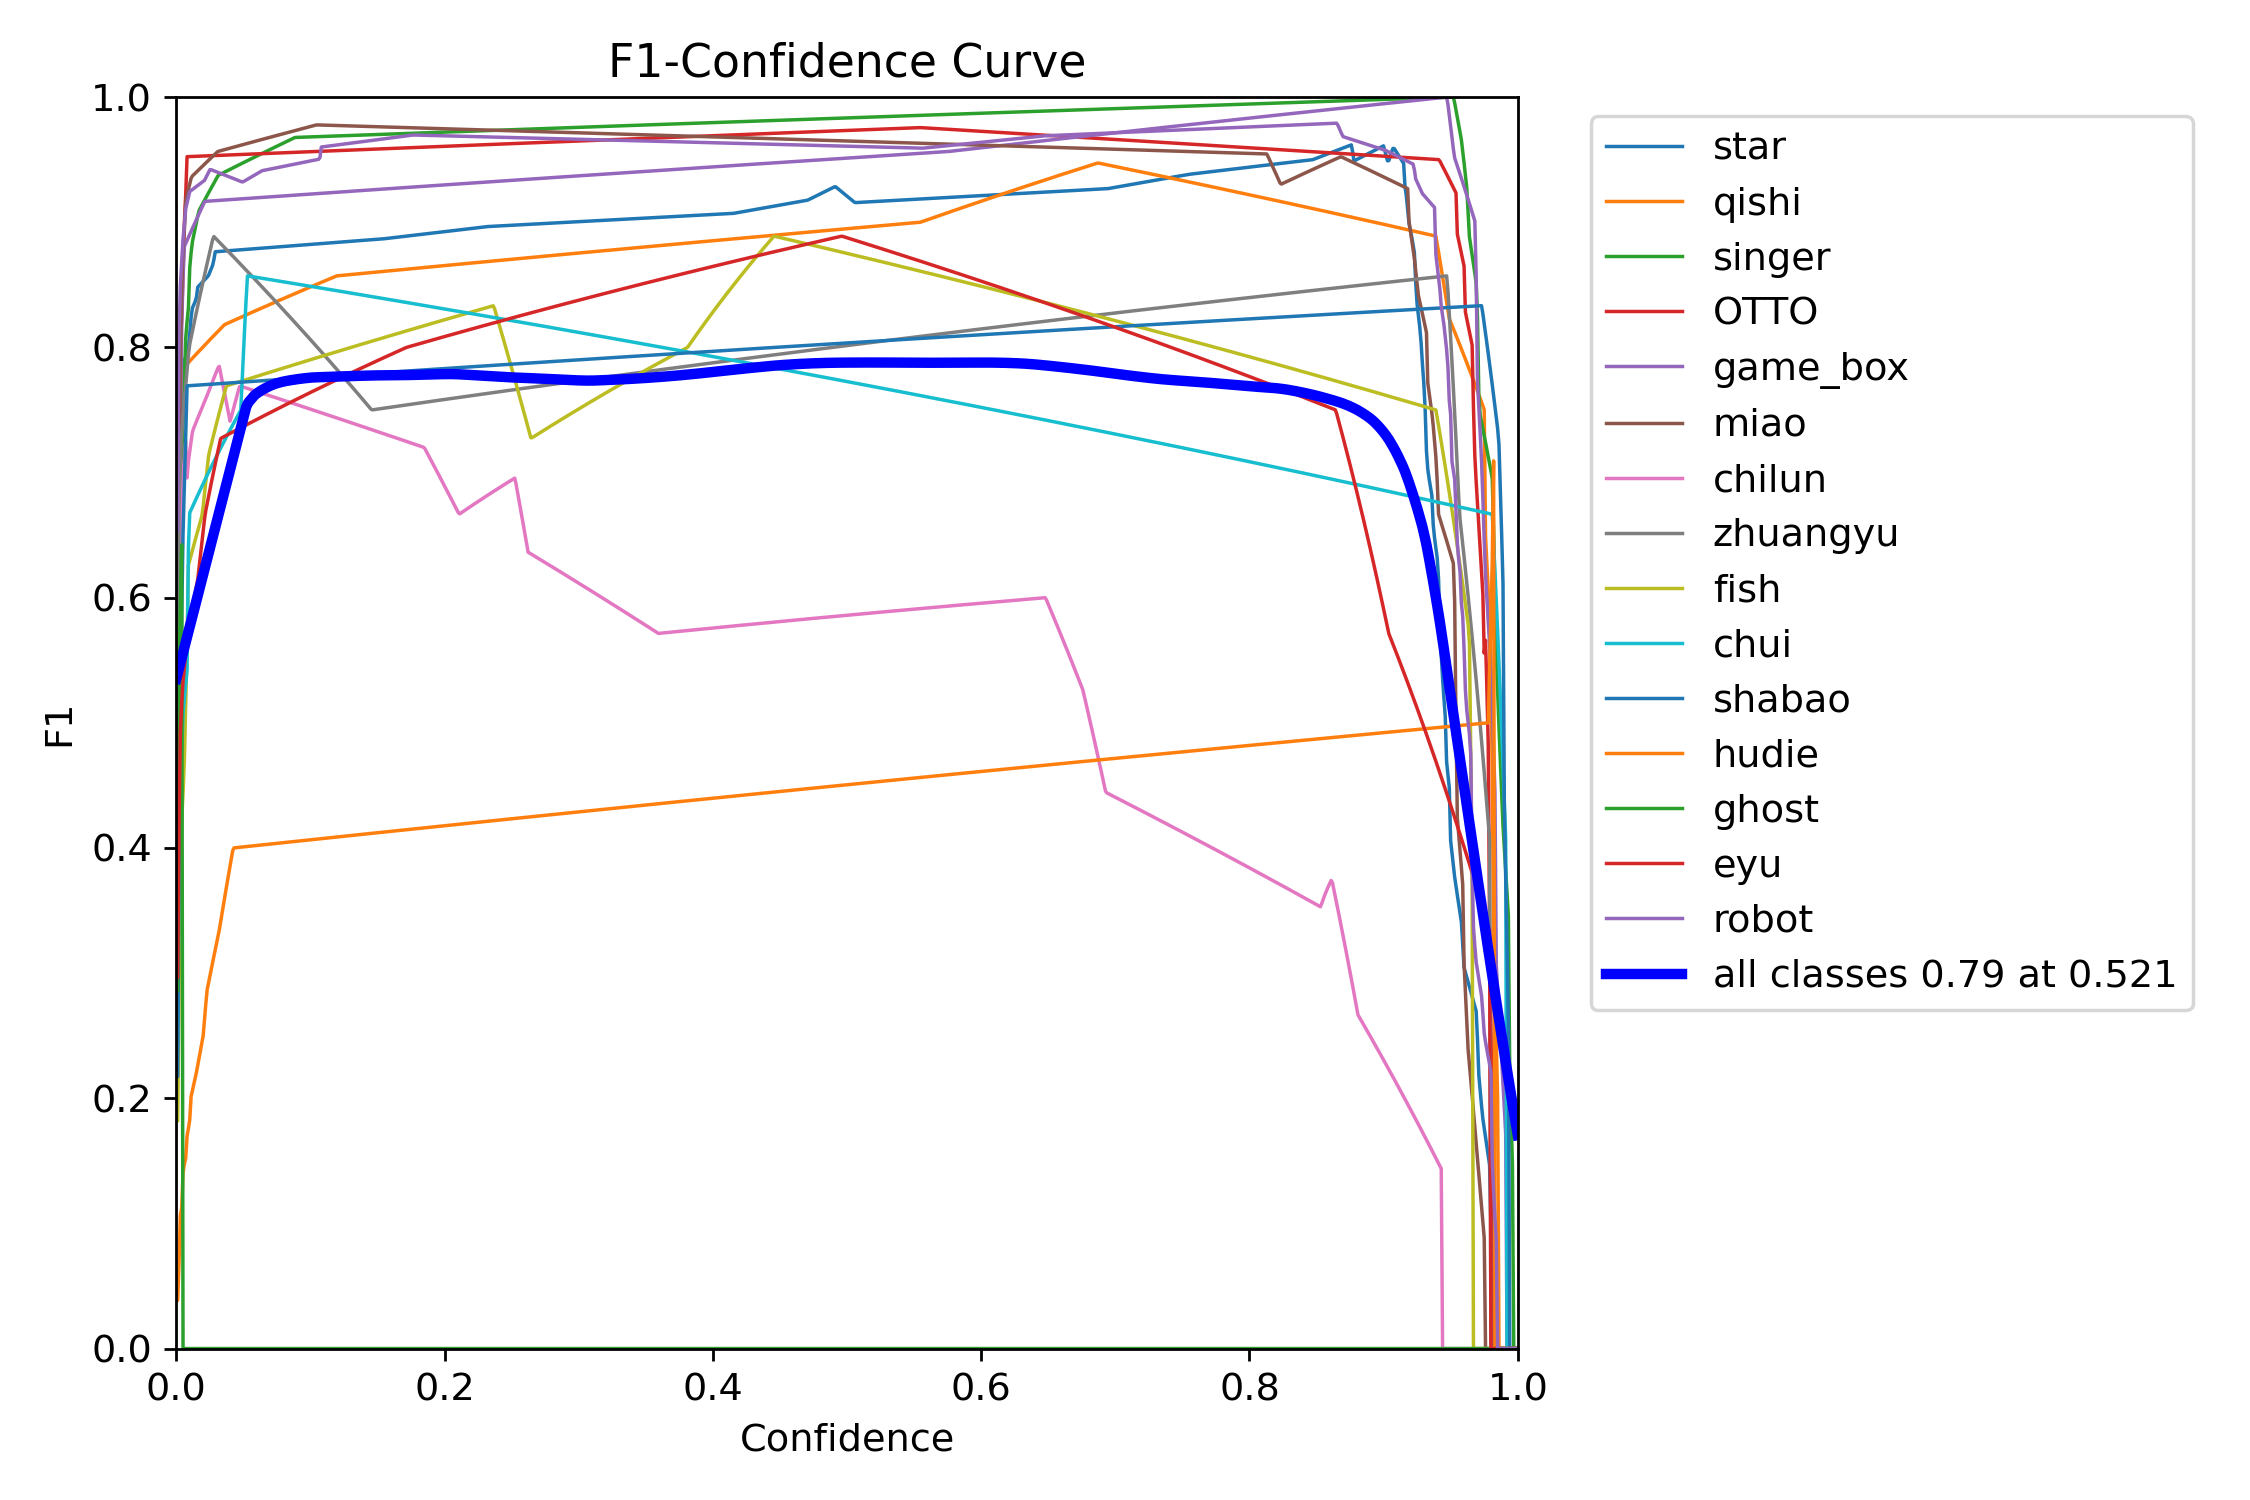 F1-Confidence Curve
1.0
0.8
0.6
0.4
0.2
0.0
F1
0.0 0.2 0.4 0.6 0.8 1.0
Confidence
star
qishi
singer
OTTO
game_box
miao
chilun
zhuangyu
fish
chui
shabao
hudie
ghost
eyu
robot
all classes 0.79 at 0.521